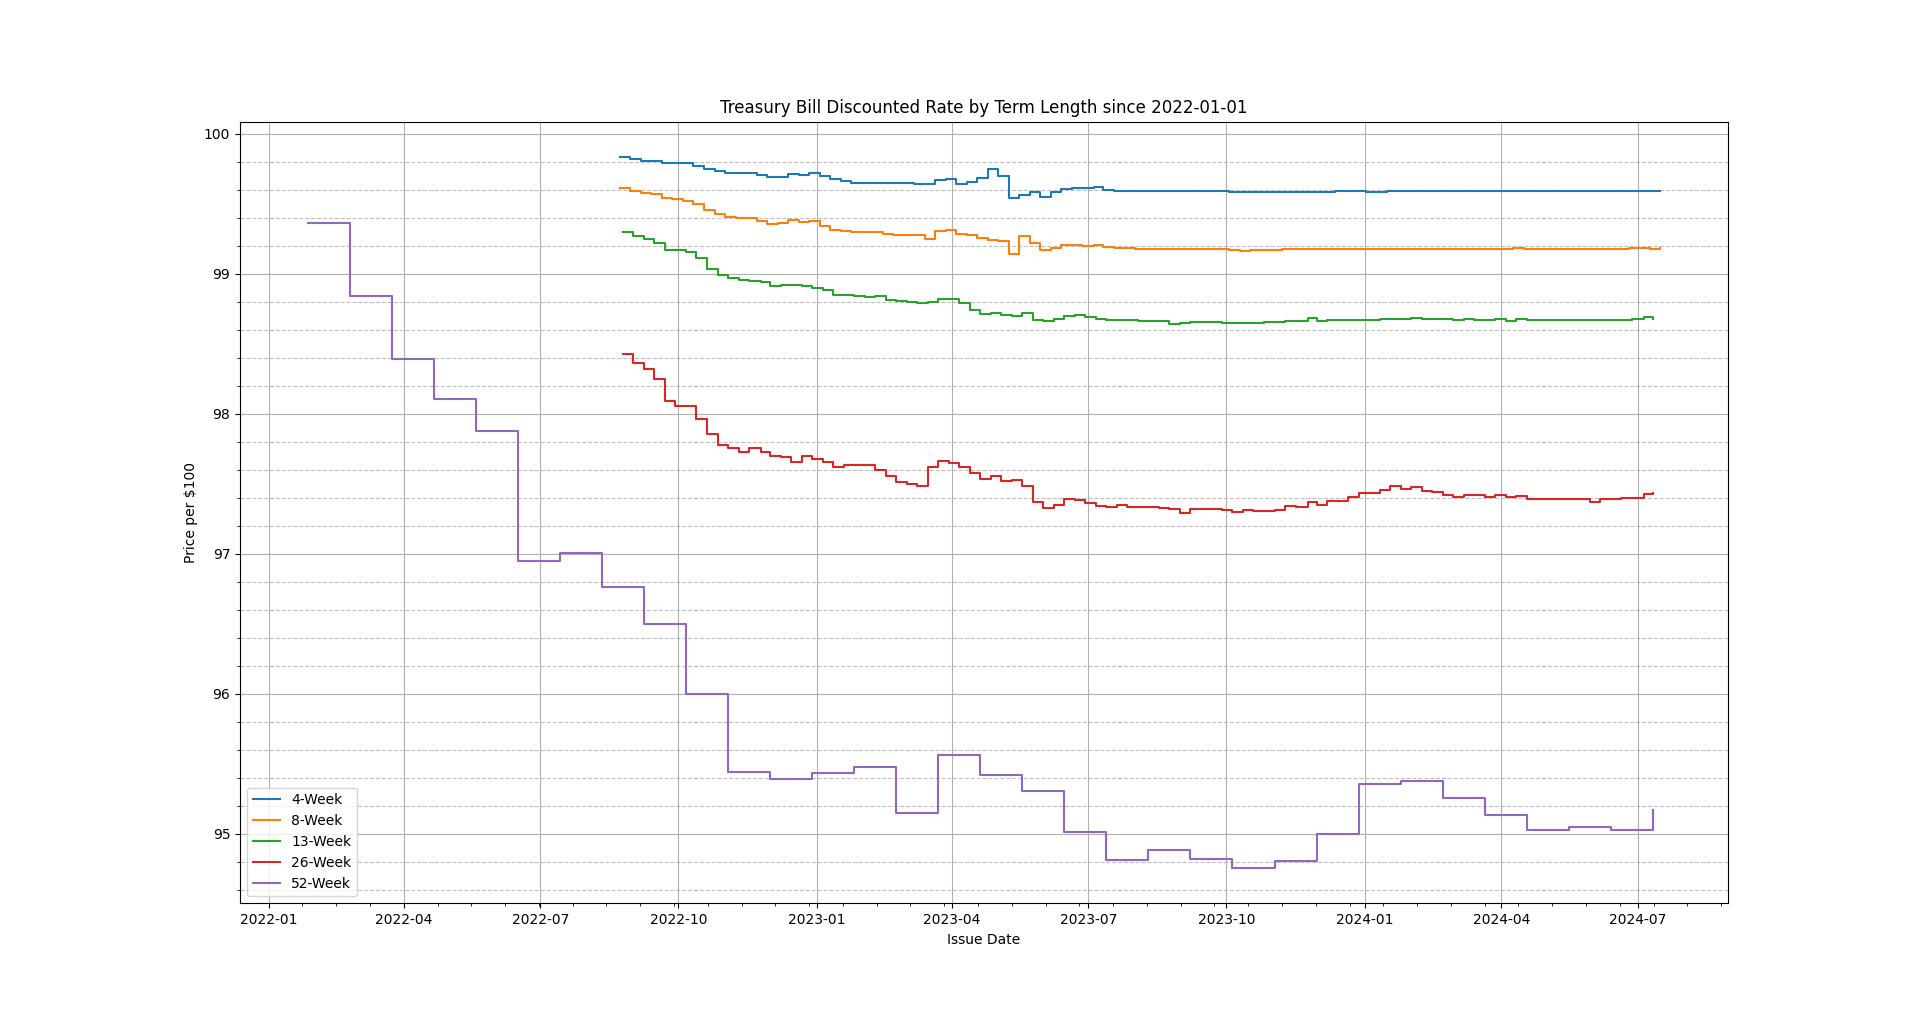 Treasury Bill Discounted Rate by Term Length since 2022-01-01
100
99
98
97
96
95
Price per $100
4-Week
8-Week
13-Week
26-Week
52-Week
2022-01 2022-04 2022-07 2022-10 2023-01 2023-04 2023-07 2023-10 2024-01 2024-04 2024-07
Issue Date